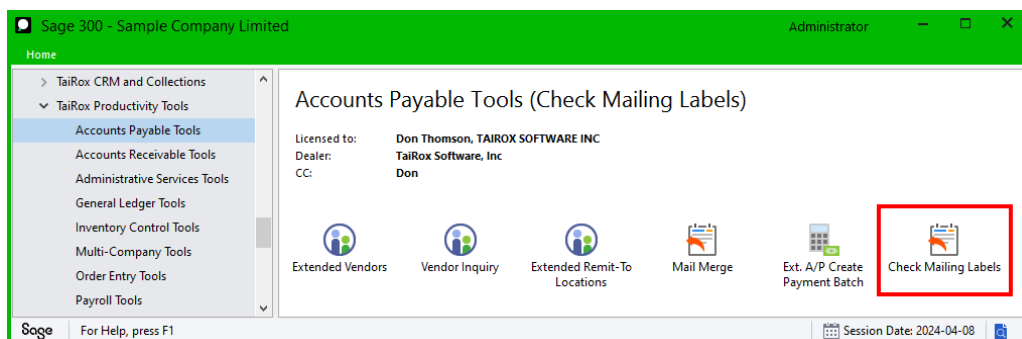 Sage 300 - Sample Company Limited
Administrator
Home
TaiRox CRM and Collections
TaiRox Productivity Tools
Accounts Payable Tools
Accounts Receivable Tools
Administrative Services Tools
General Ledger Tools
Inventory Control Tools
Multi-Company Tools
Order Entry Tools
Payroll Tools
Accounts Payable Tools (Check Mailing Labels)
Licensed to: Don Thomson, TAIROX SOFTWARE INC
Dealer: TaiRox Software, Inc
CC: Don
Extended Vendors
Vendor Inquiry
Extended Remit-To
Locations
Mail Merge
Ext. A/P Create
Payment Batch
Check Mailing Labels
Sage
For Help, press F1
Session Date: 2024-04-08